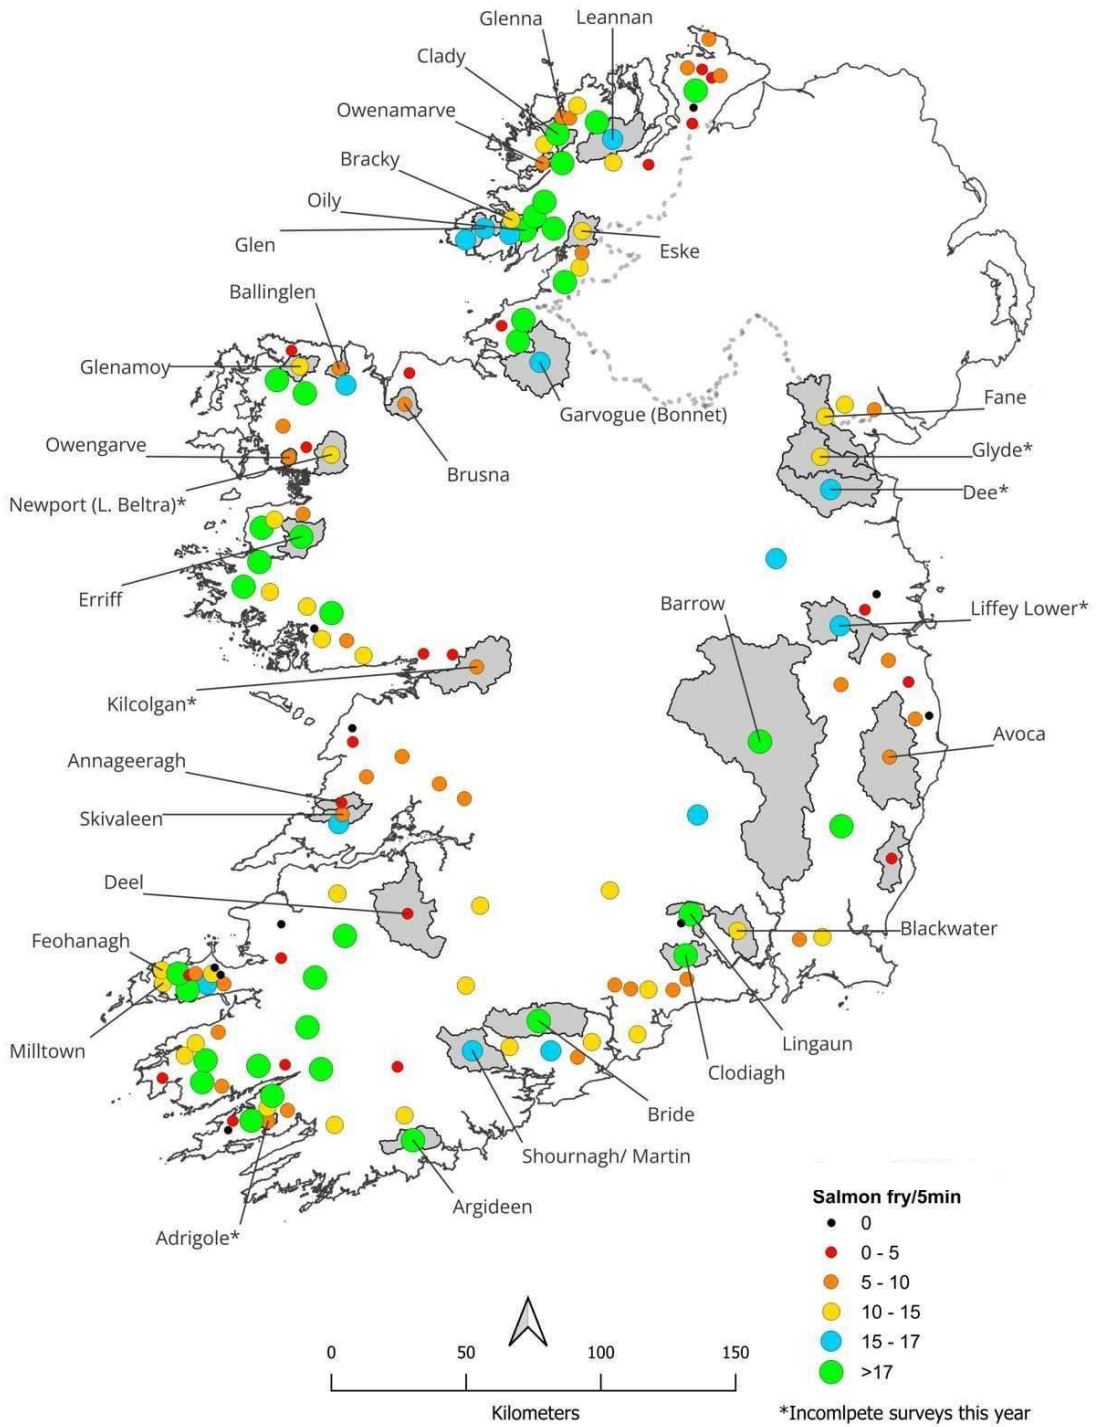 Glenna
Leannan
Clady
Owenamarve
Bracky
Oily
Glen
Eske
Ballinglen
Glenamoy
Garvogue (Bonnet)
Fane
Owengarve
Brusna
Glyde*
Newport (L. Beltra)*
Dee*
Erriff
Barrow
Liffey Lower*
Kilcolgan*
Annageeragh
Avoca
Skivaleen
Deel
Feohanagh
Blackwater
Milltown
Lingaun
Clodiagh
Bride
Shournagh/ Martin
Argideen
Adrigole*
Salmon fry/5min
0
0 - 5
5 - 10
10 - 15
15 - 17
>17
0 50 100 150
Kilometers
*Incomlpete surveys this year